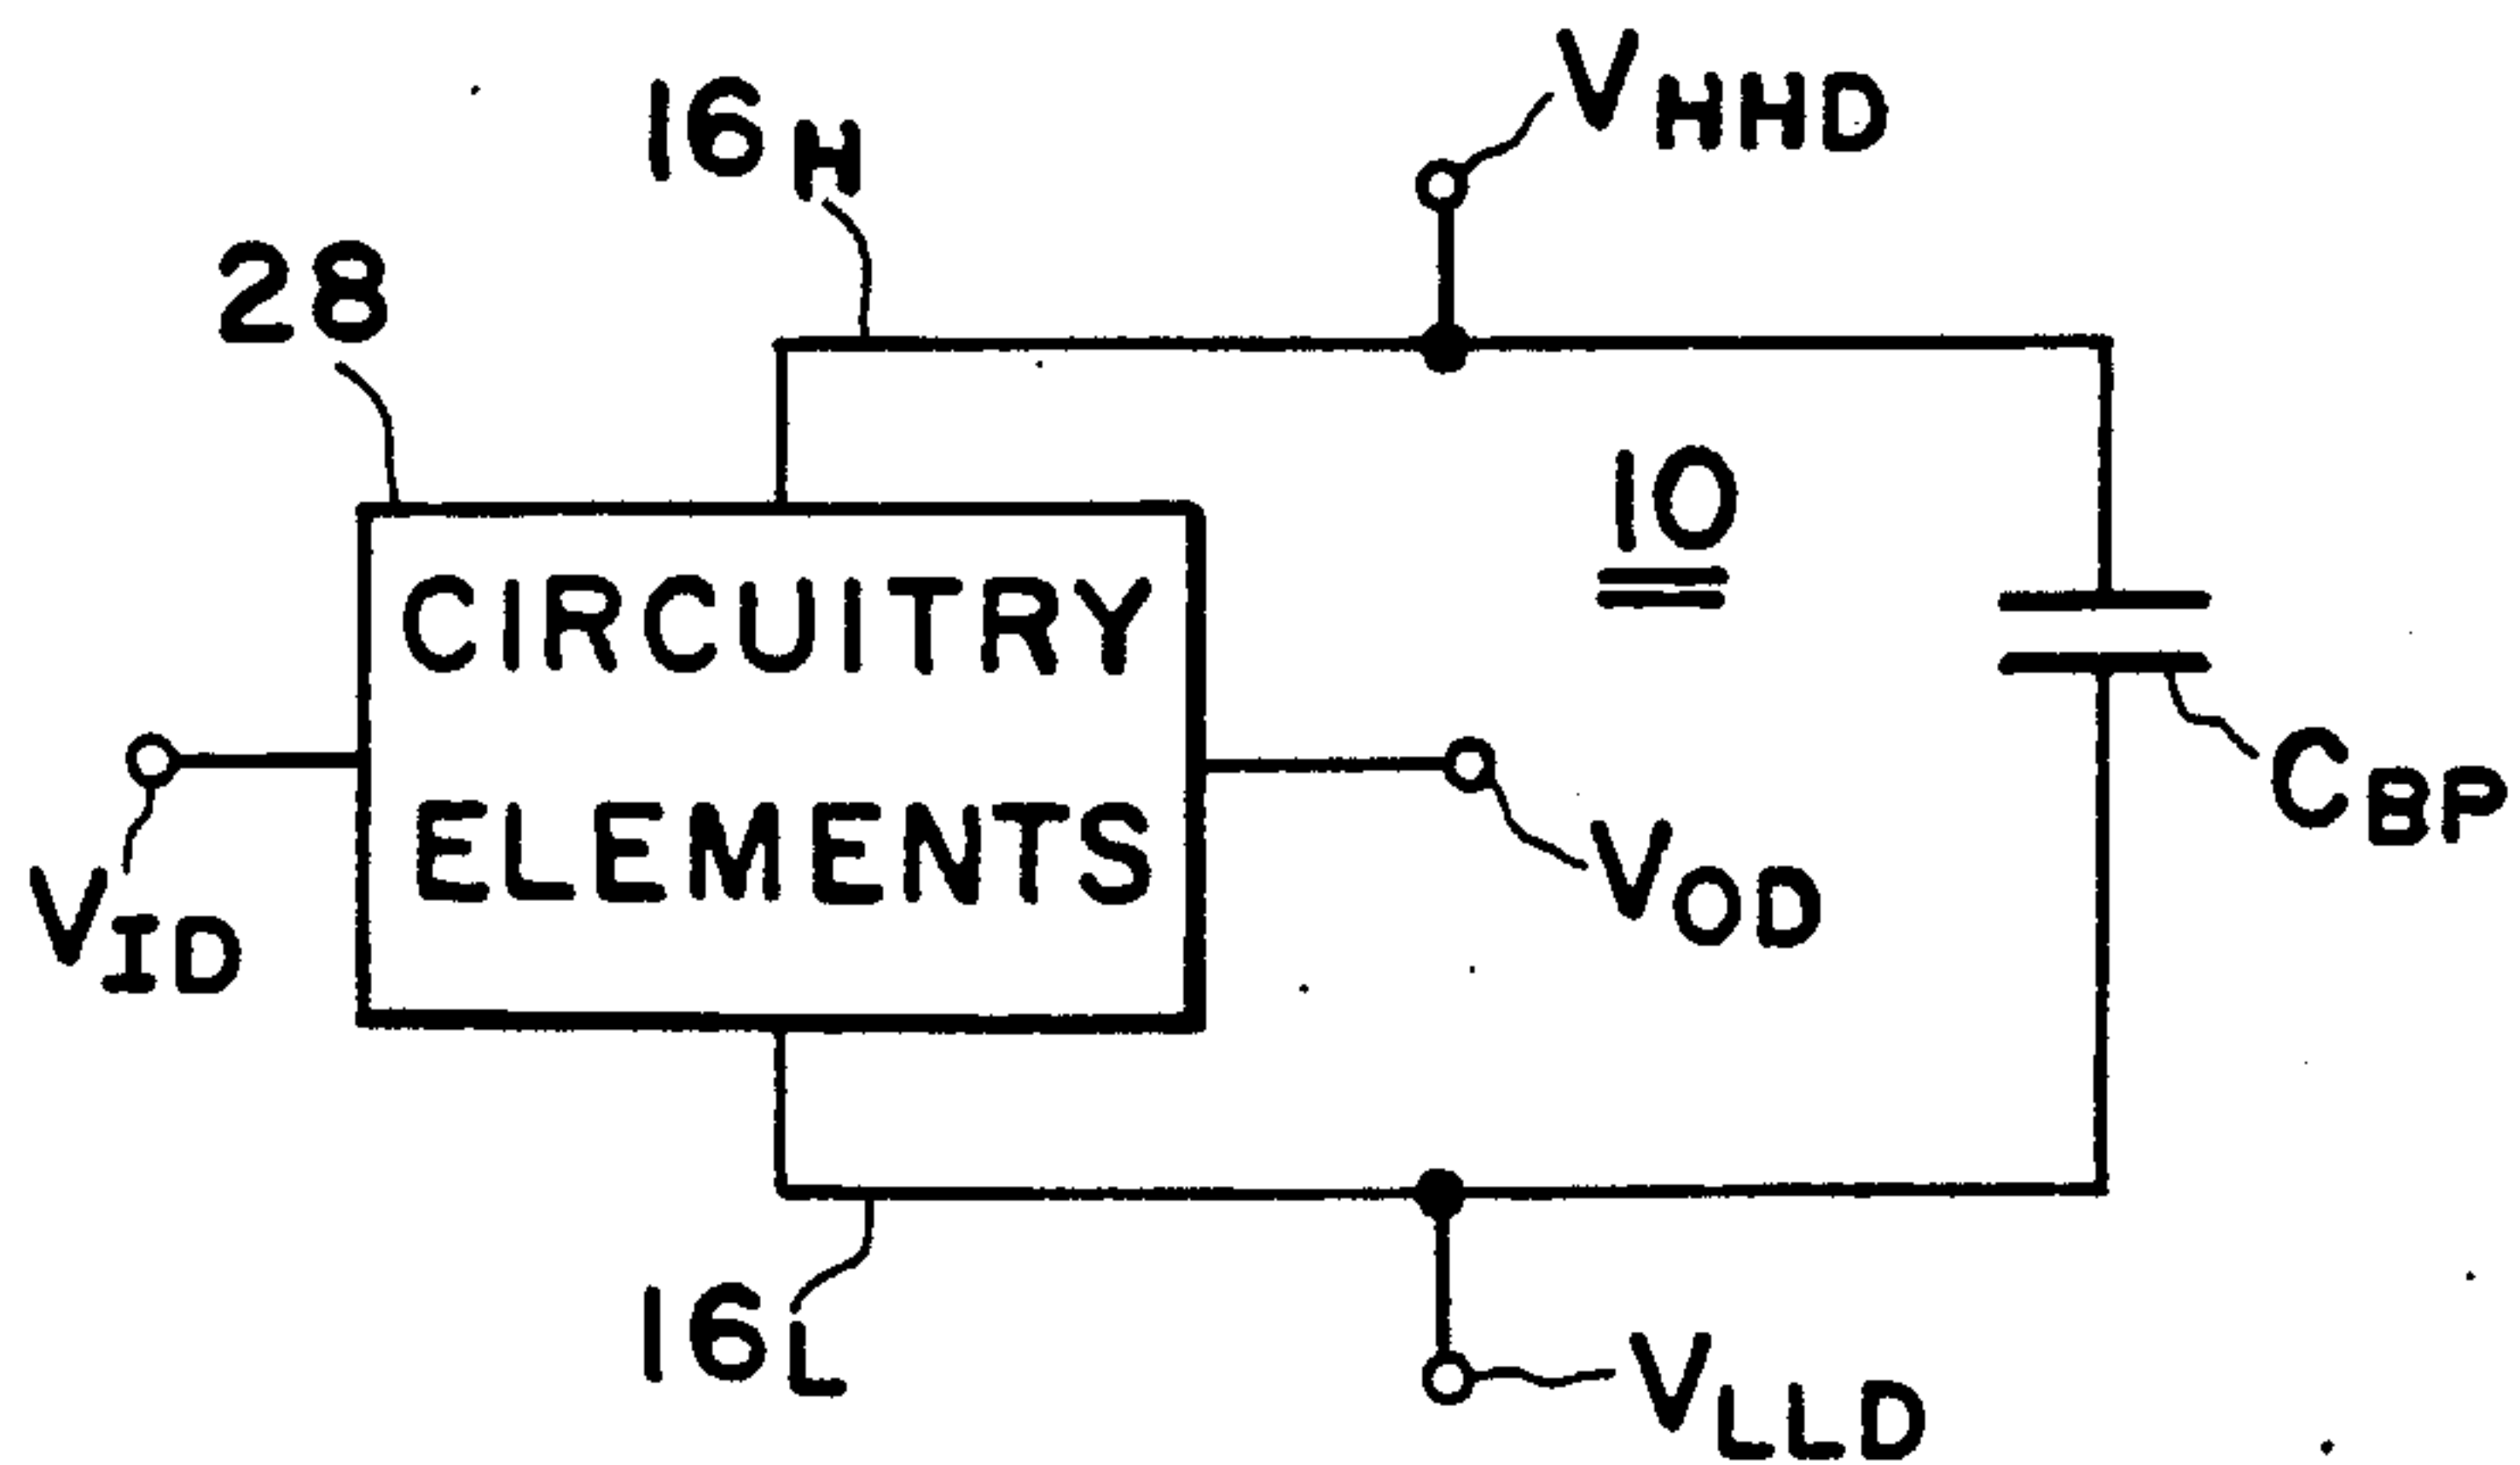 16H
VHHD
28
10
CIRCUITRY
ELEMENTS
CBP
VOD
VID
16L
VLLD